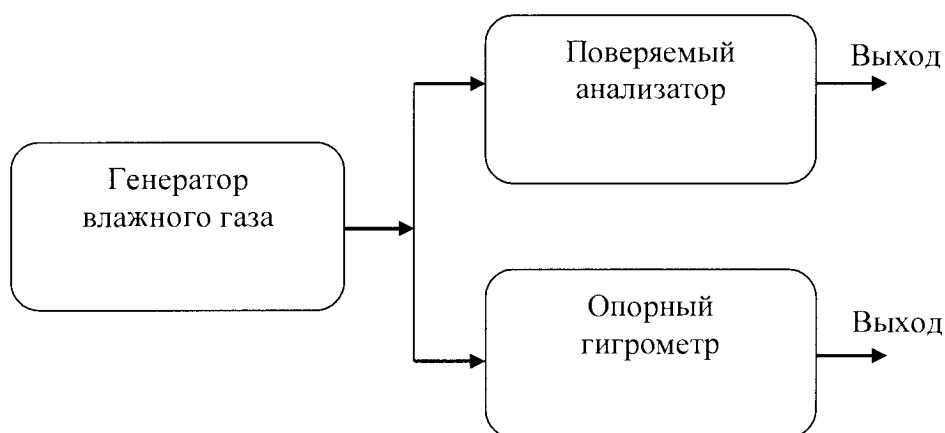 Поверяемый
анализатор
Выход
Генератор
влажного газа
Опорный
гигрометр
Выход